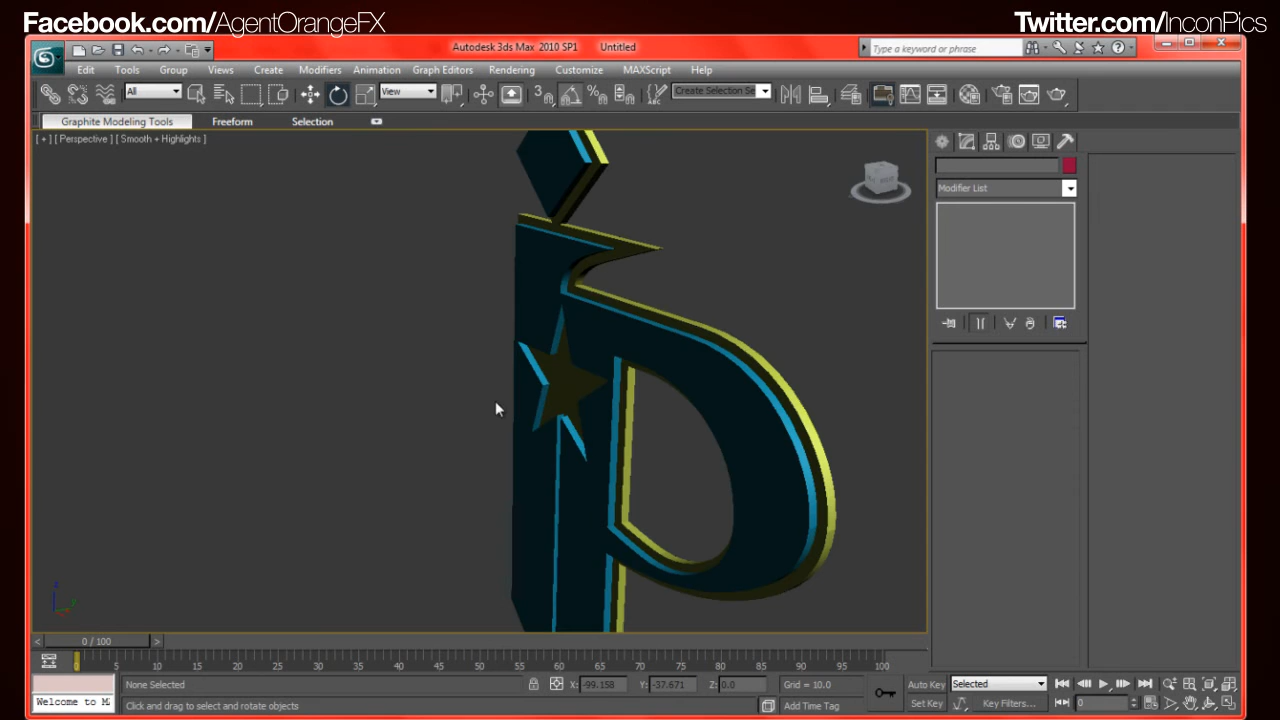 Facebook.com/AgentOrangeFX
Twitter.com/InconPics
Autodesk 3ds Max 2010 SP1 Untitled
Type a keyword or phrase
Edit Tools Group Views Create Modifiers Animation Graph Editors Rendering Customize MAXScript Help
All View Create Selection Se
Graphite Modeling Tools Freeform Selection
[ + ] [ Perspective ] [ Smooth + Highlights ]
Modifier List
0 / 100
0 5 10 15 20 25 30 35 40 45 50 55 60 65 70 75 80 85 90 95 100
None Selected X: -99.158 Y: -37.671 Z: 0.0 Grid = 10.0 Auto Key Selected
Welcome to M Click and drag to select and rotate objects Add Time Tag Set Key Key Filters... 0